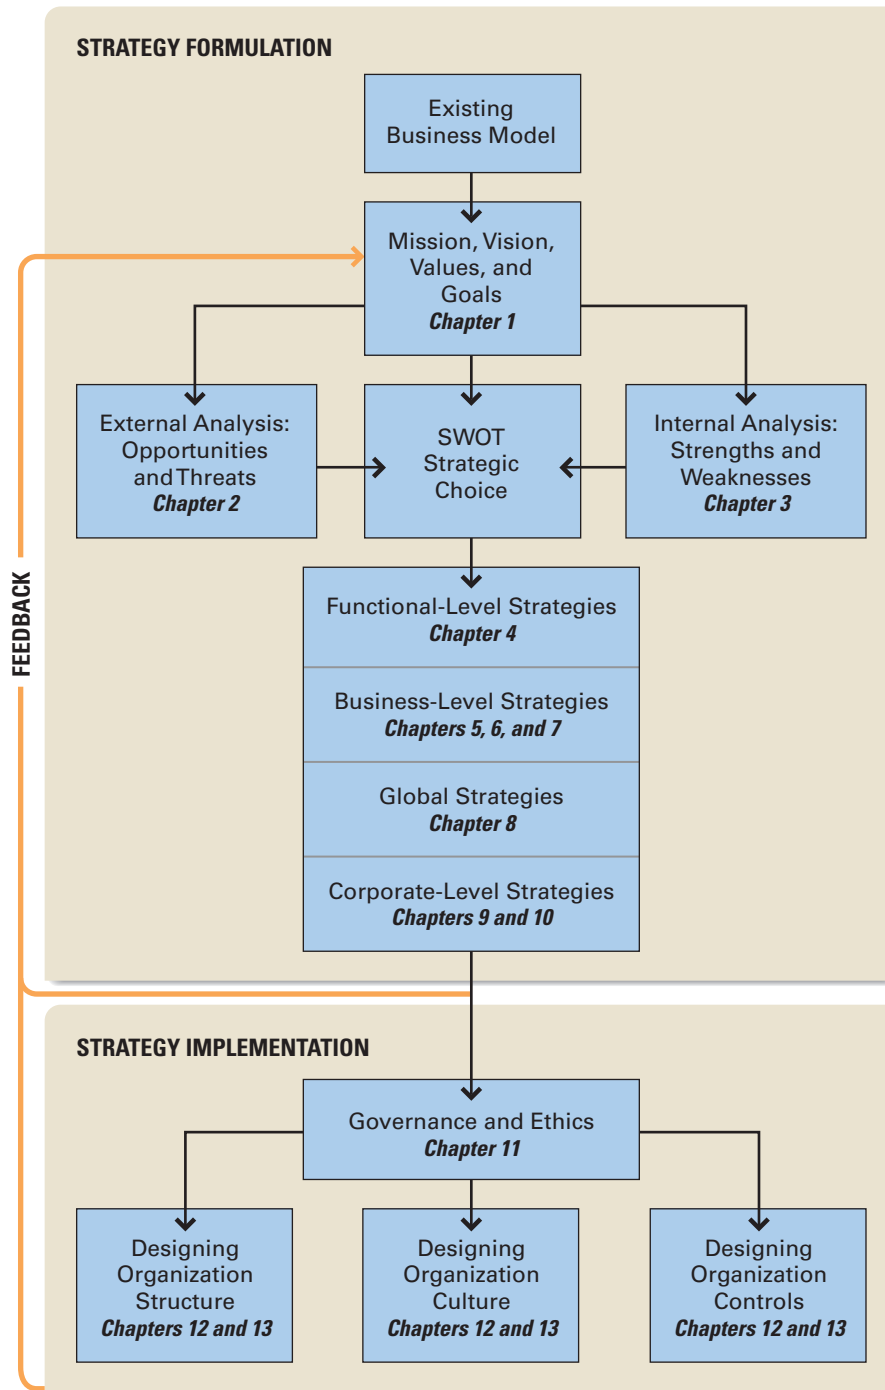 STRATEGY FORMULATION
Existing
Business Model
Mission, Vision,
Values, and
Goals
Chapter 1
External Analysis:
Opportunities
and Threats
Chapter 2
SWOT
Strategic
Choice
Internal Analysis:
Strengths and
Weaknesses
Chapter 3
FEEDBACK
Functional-Level Strategies
Chapter 4
Business-Level Strategies
Chapters 5, 6, and 7
Global Strategies
Chapter 8
Corporate-Level Strategies
Chapters 9 and 10
STRATEGY IMPLEMENTATION
Governance and Ethics
Chapter 11
Designing
Organization
Structure
Chapters 12 and 13
Designing
Organization
Culture
Chapters 12 and 13
Designing
Organization
Controls
Chapters 12 and 13